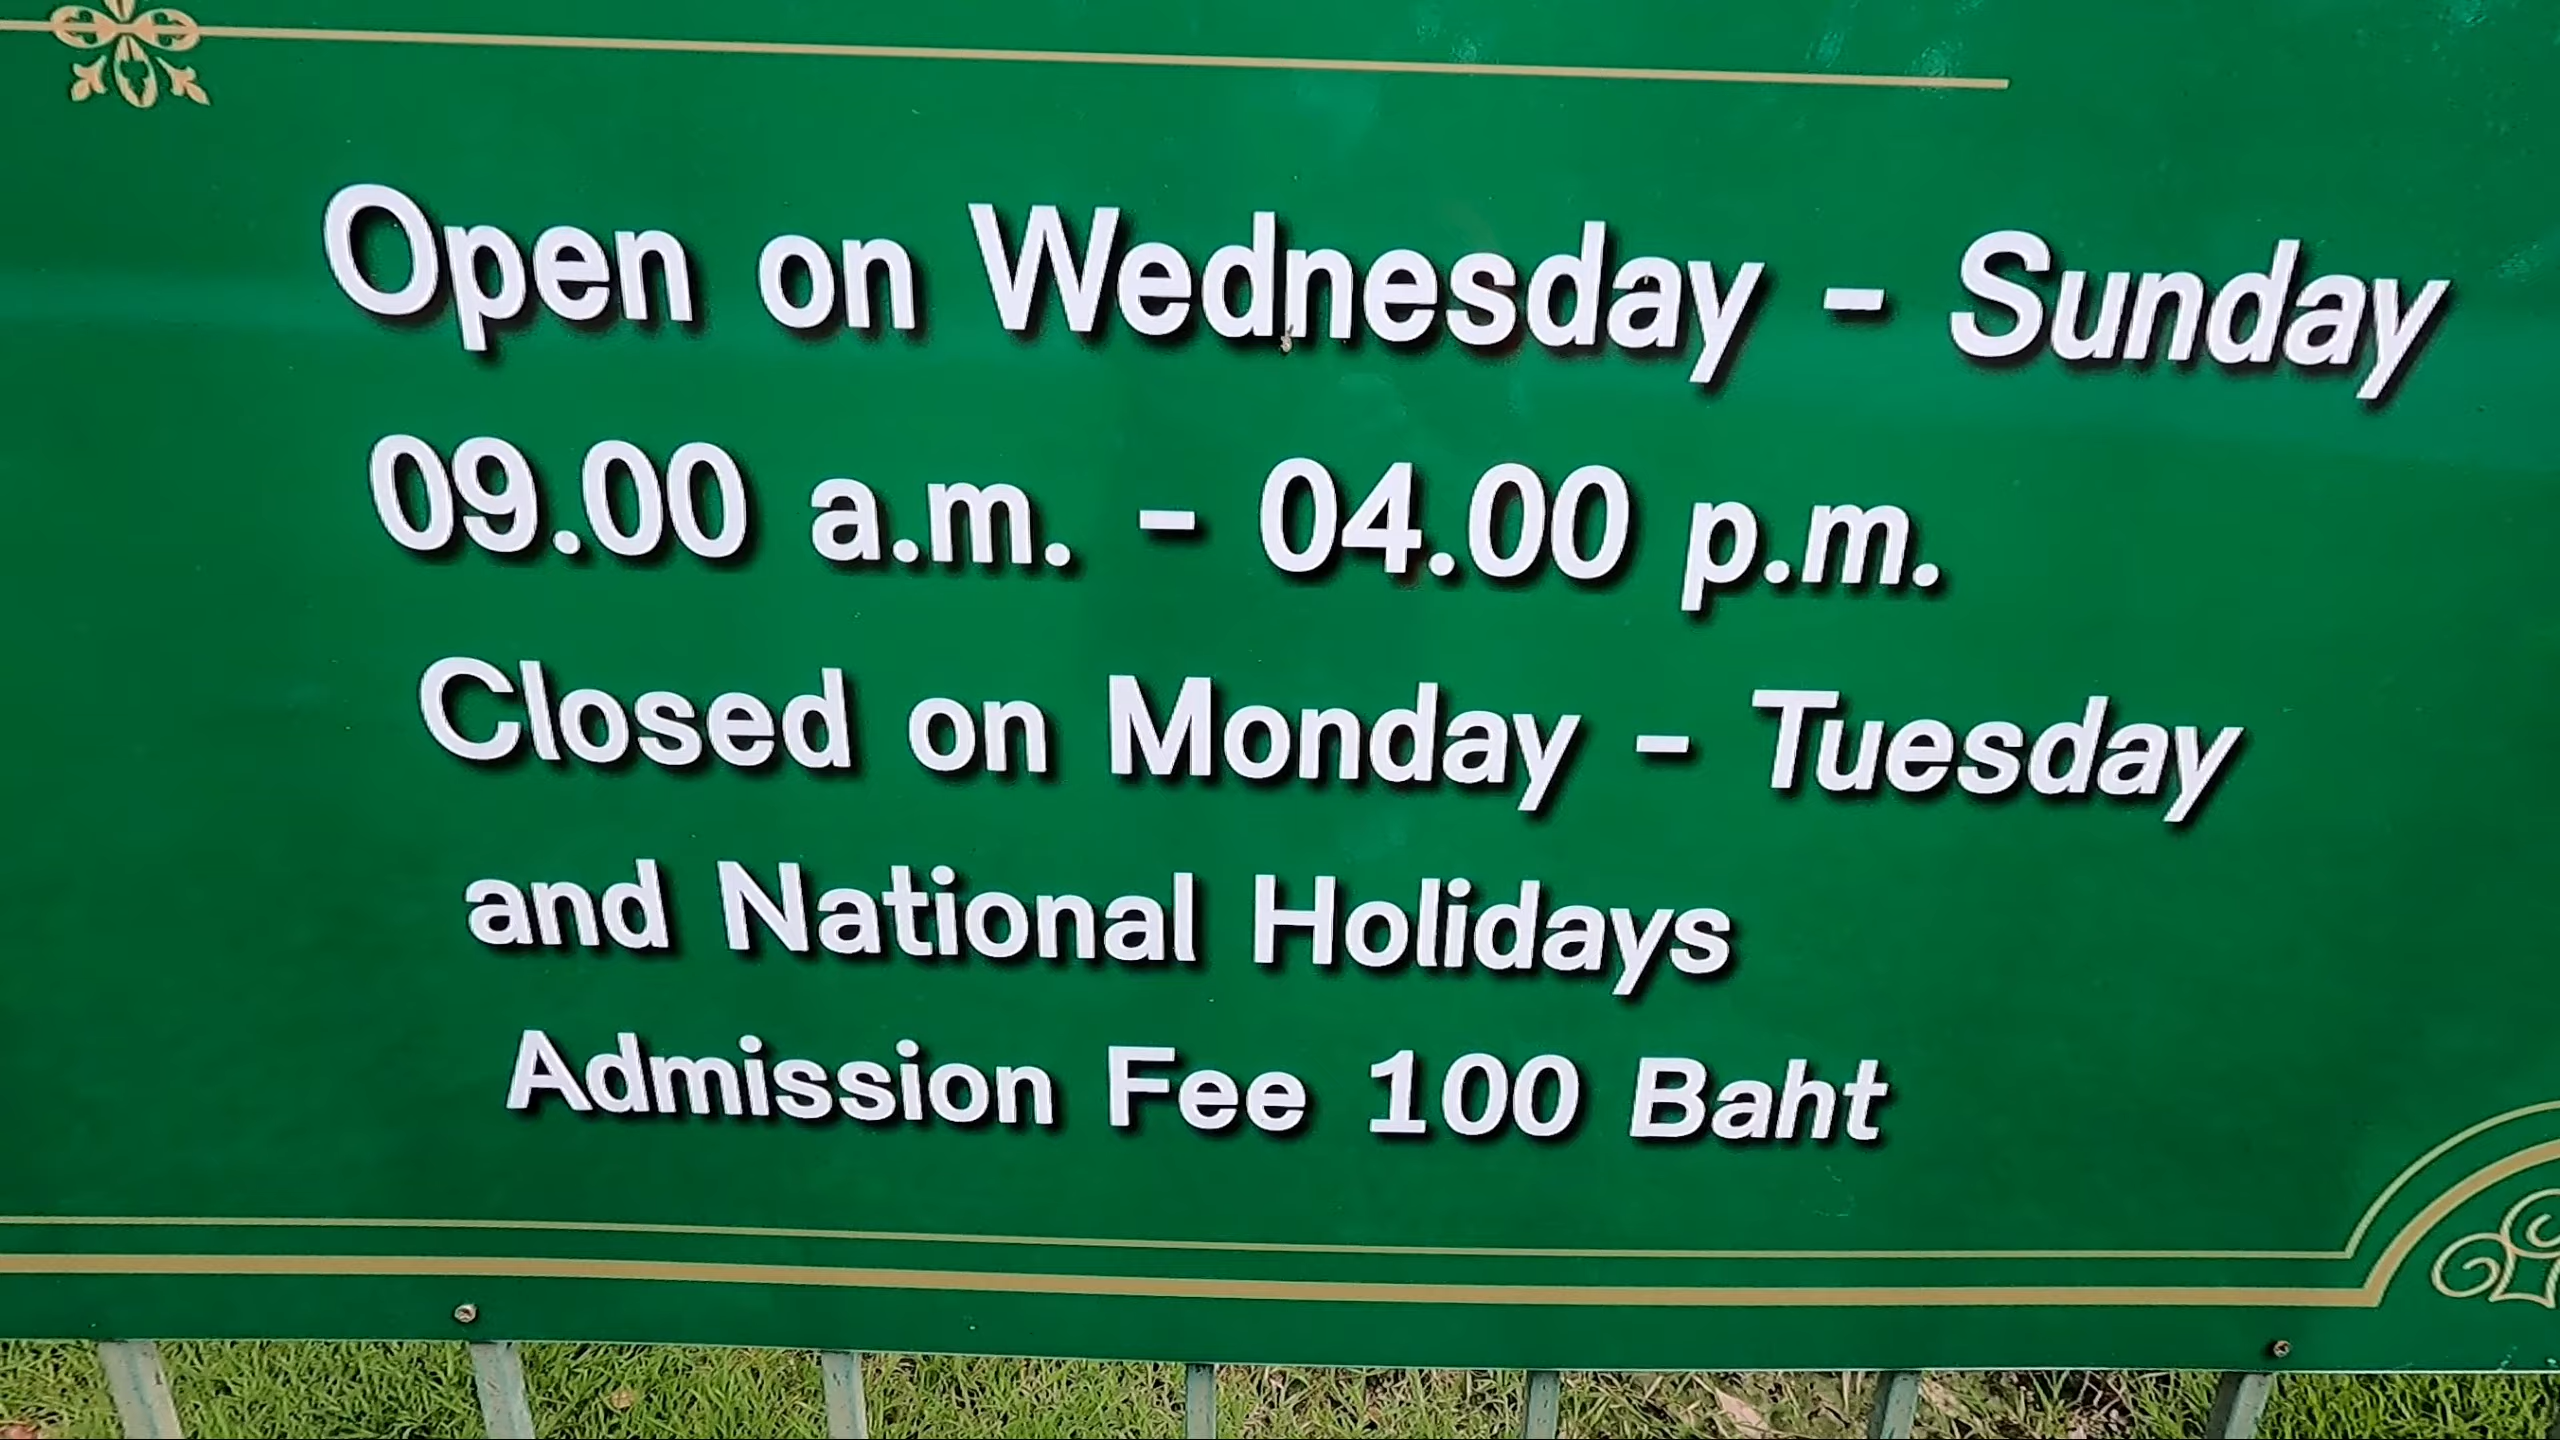 Open on Wednesday - Sunday
09.00 a.m. - 04.00 p.m.
Closed on Monday - Tuesday
and National Holidays
Admission Fee 100 Baht